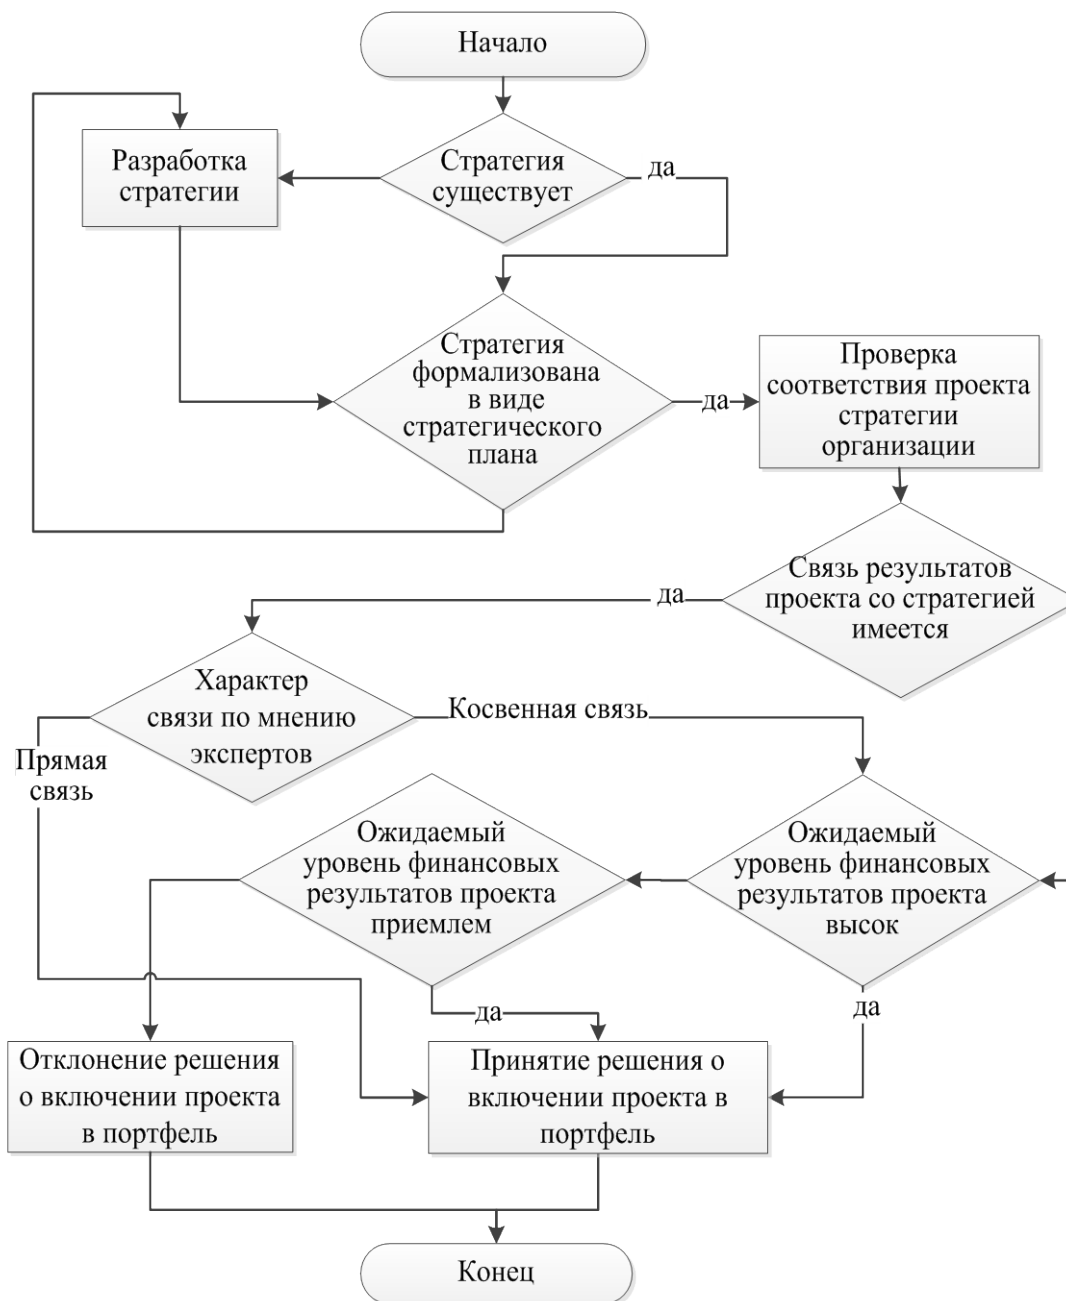 Начало
Разработка
стратегии
Стратегия
существует
да
Стратегия
формализована
в виде
стратегического
плана
да
Проверка
соответствия проекта
стратегии
организации
Связь результатов
проекта со стратегией
имеется
да
Характер
связи по мнению
экспертов
Косвенная связь
Прямая
связь
Ожидаемый
уровень финансовых
результатов проекта
приемлем
Ожидаемый
уровень финансовых
результатов проекта
высок
да
да
Отклонение решения
о включении проекта
в портфель
Принятие решения о
включении проекта в
портфель
Конец